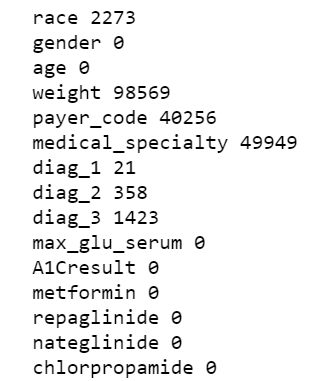 race 2273
gender 0
age 0
weight 98569
payer_code 40256
medical_specialty 49949
diag_1 21
diag_2 358
diag_3 1423
max_glu_serum 0
A1Cresult 0
metformin 0
repaglinide 0
nateglinide 0
chlorpropamide 0